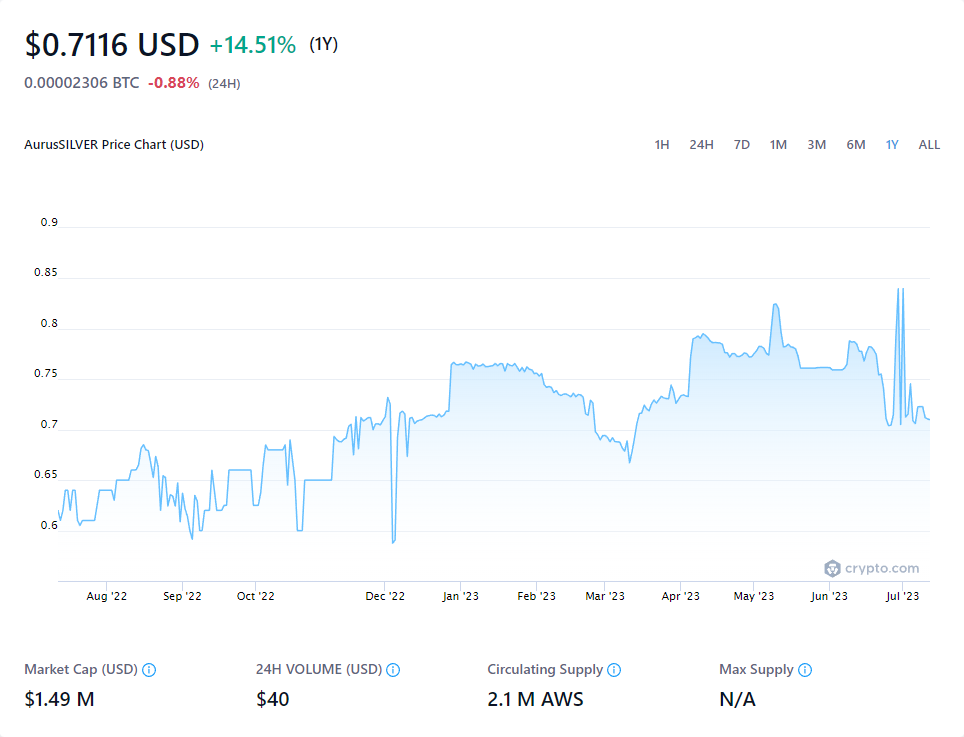 $0.7116 USD +14.51% (1Y)
0.00002306 BTC -0.88% (24H)
AurusSILVER Price Chart (USD) 1H 24H 7D 1M 3M 6M 1Y ALL
0.9
0.85
0.8
0.75
0.7
0.65
0.6
crypto.com
Aug '22 Sep '22 Oct '22 Dec '22 Jan '23 Feb '23 Mar '23 Apr '23 May '23 Jun '23 Jul '23
Market Cap (USD) 24H VOLUME (USD) Circulating Supply Max Supply
$1.49 M $40 2.1 M AWS N/A